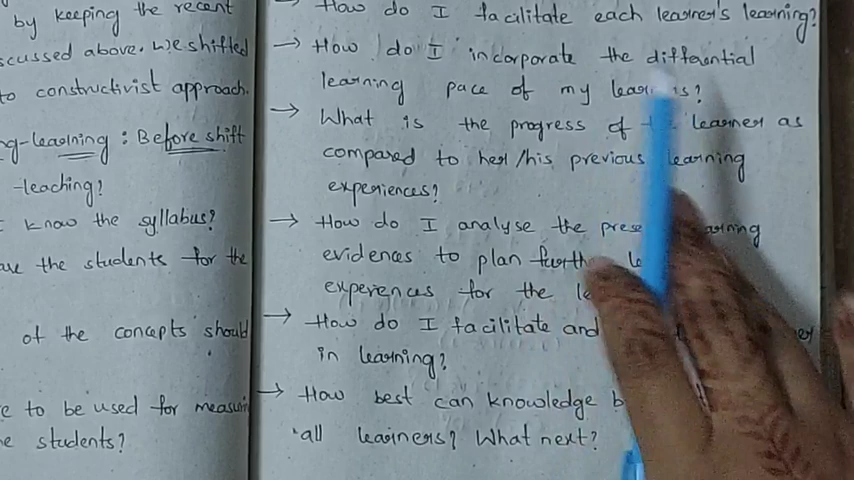 by keeping the recent
scussed above. We shifted
to constructivist approach.
ng-learning : Before shift
-leaching?
I know the syllabus?
are the students for the
of the concepts should
e to be used for measuri
e students?
→ How do I facilitate each learner's learning?
→ How do I incorporate the differential
learning pace of my
→ What is the progress of learner as
compared to her/his previous learning
experiences?
→ How do I analyse the
evidences to plan
experences for the
→ How do I facilitate and
in learning?
→ How best can knowledge
all learners? What next?